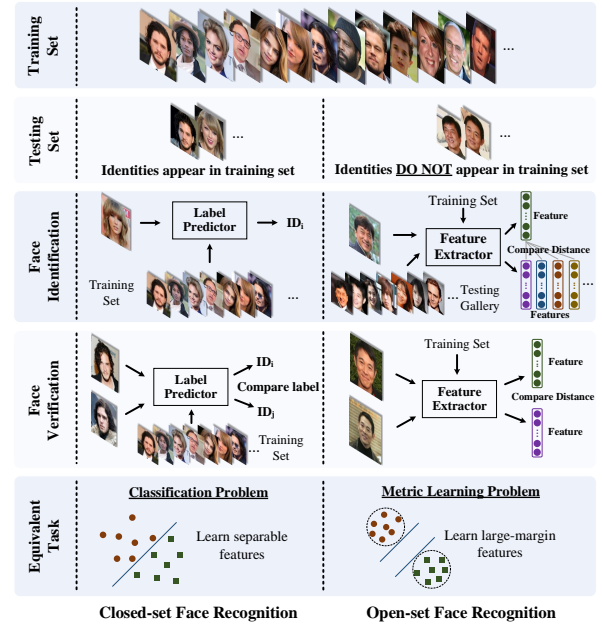 Training
Set
...
Testing
Set
...
Identities appear in training set
...
Identities DO NOT appear in training set
Face
Identification
Label
Predictor
IDi
Training
Set
...
Training Set
Feature
Extractor
Feature
Compare Distance
...
Testing
Gallery
...
Features
Face
Verification
Label
Predictor
IDi
Compare label
IDj
...
Training
Set
Training Set
Feature
Extractor
Feature
Compare Distance
Feature
Equivalent
Task
Classification Problem
Learn separable
features
Metric Learning Problem
Learn large-margin
features
Closed-set Face Recognition
Open-set Face Recognition